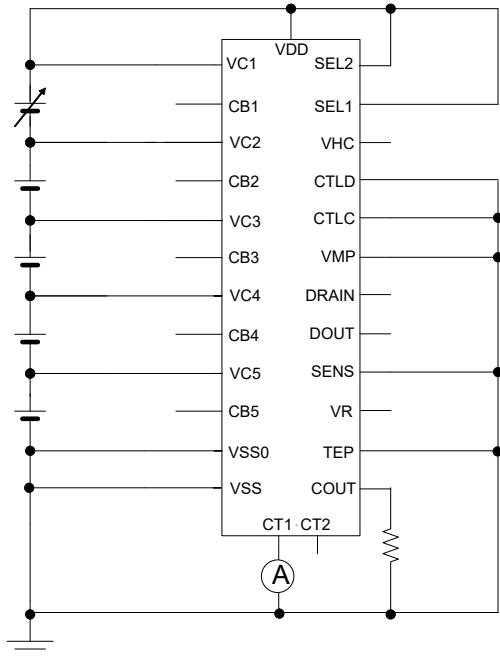 VDD
VC1 SEL2
CB1 SEL1
VC2 VHC
CB2 CTLD
VC3 CTLC
CB3 VMP
VC4 DRAIN
CB4 DOUT
VC5 SENS
CB5 VR
VSS0 TEP
VSS COUT
CT1 CT2
A